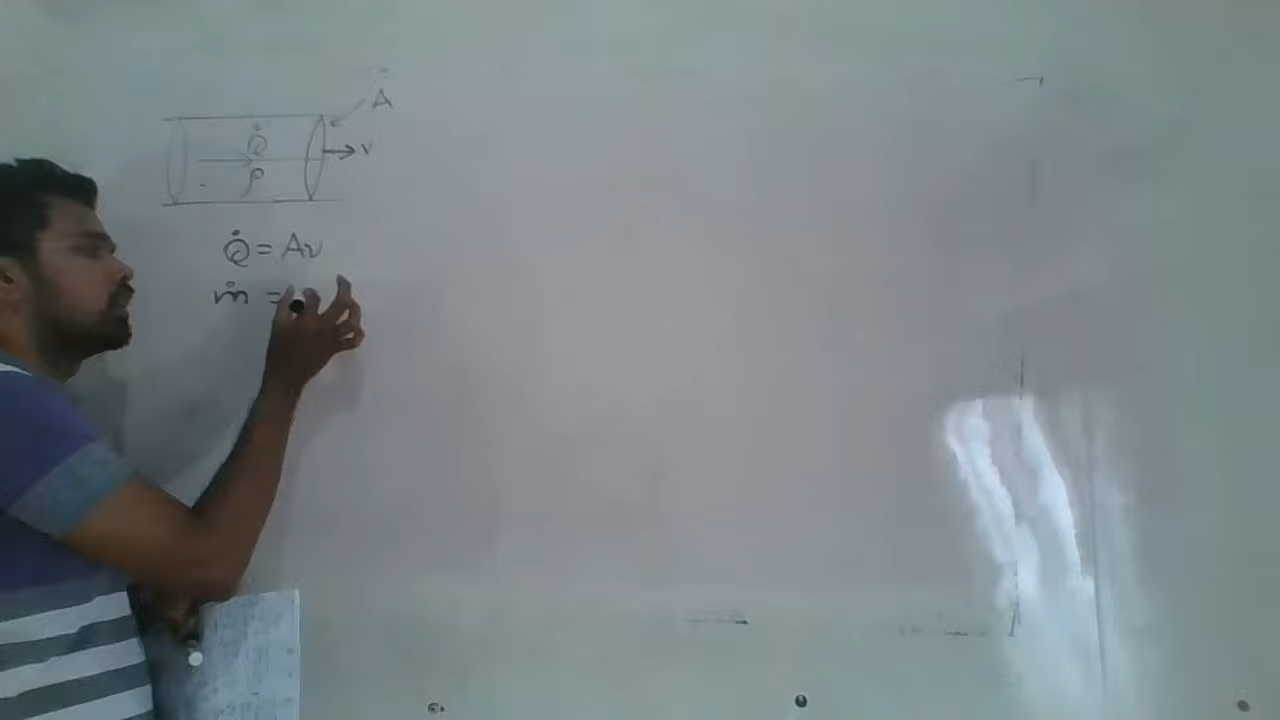 A
Q̇
v
ρ
Q̇ = Av
ṁ =